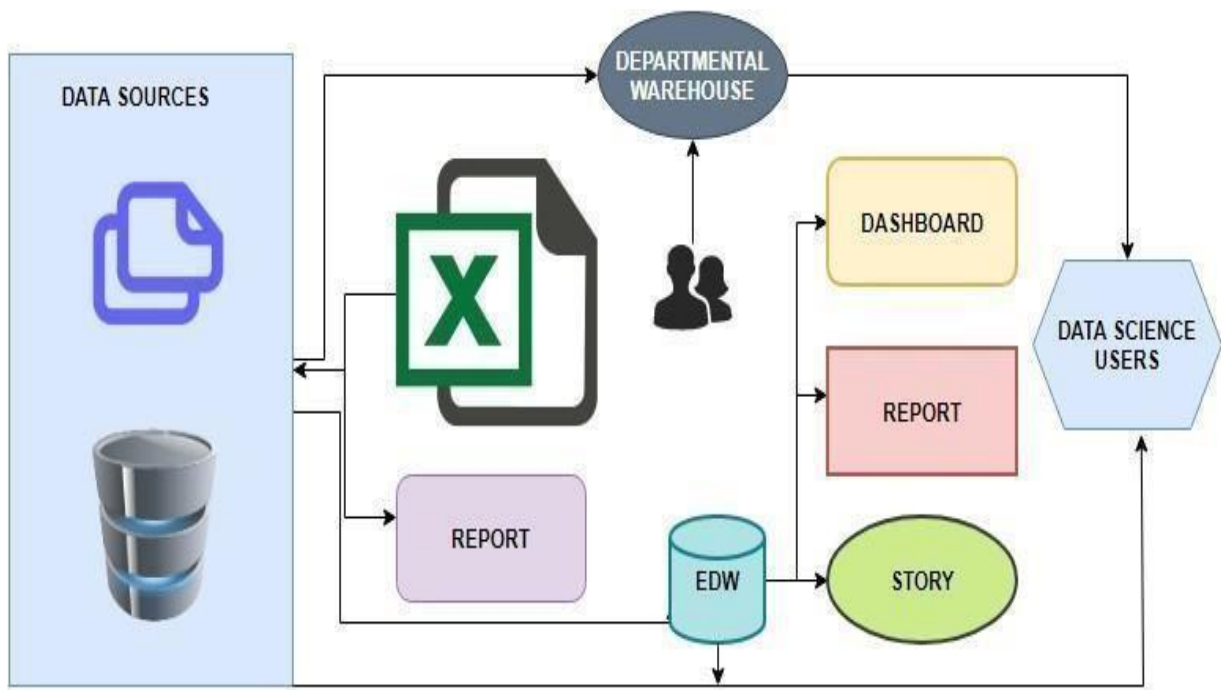 DATA SOURCES
DEPARTMENTAL
WAREHOUSE
X
DASHBOARD
DATA SCIENCE
USERS
REPORT
REPORT
EDW
STORY